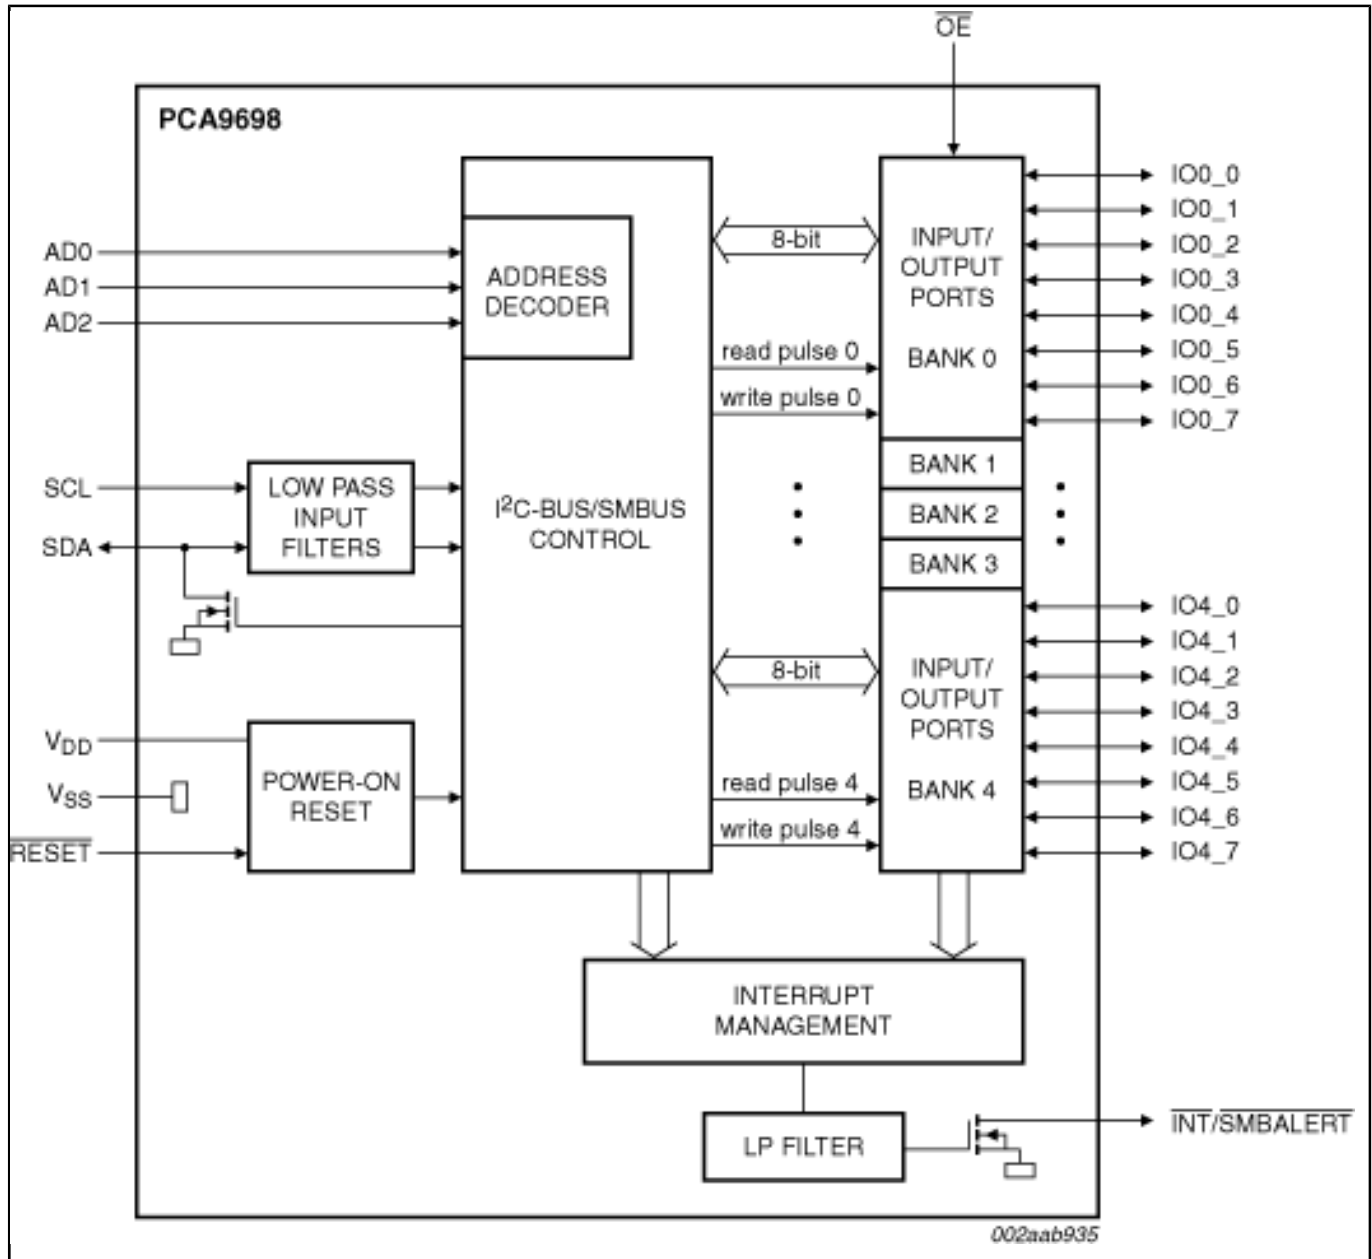 OE
PCA9698
AD0
AD1
AD2
ADDRESS
DECODER
8-bit
read pulse 0
write pulse 0
INPUT/
OUTPUT
PORTS
BANK 0
IO0_0
IO0_1
IO0_2
IO0_3
IO0_4
IO0_5
IO0_6
IO0_7
SCL
SDA
LOW PASS
INPUT
FILTERS
I²C-BUS/SMBUS
CONTROL
BANK 1
BANK 2
BANK 3
8-bit
read pulse 4
write pulse 4
INPUT/
OUTPUT
PORTS
BANK 4
IO4_0
IO4_1
IO4_2
IO4_3
IO4_4
IO4_5
IO4_6
IO4_7
VDD
VSS
RESET
POWER-ON
RESET
INTERRUPT
MANAGEMENT
LP FILTER
INT/SMBALERT
002aab935